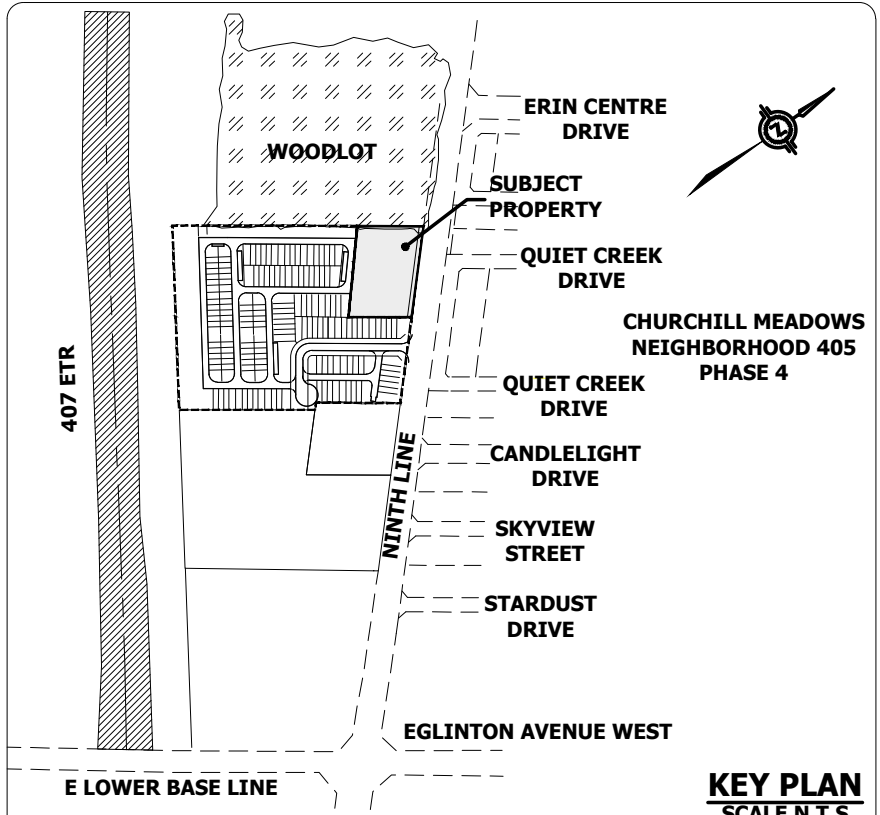 ERIN CENTRE
DRIVE
WOODLOT
SUBJECT
PROPERTY
QUIET CREEK
DRIVE
CHURCHILL MEADOWS
NEIGHBORHOOD 405
PHASE 4
407 ETR
QUIET CREEK
DRIVE
CANDLELIGHT
DRIVE
NINTH LINE
SKYVIEW
STREET
STARDUST
DRIVE
EGLINTON AVENUE WEST
E LOWER BASE LINE
KEY PLAN
SCALE N.T.S.